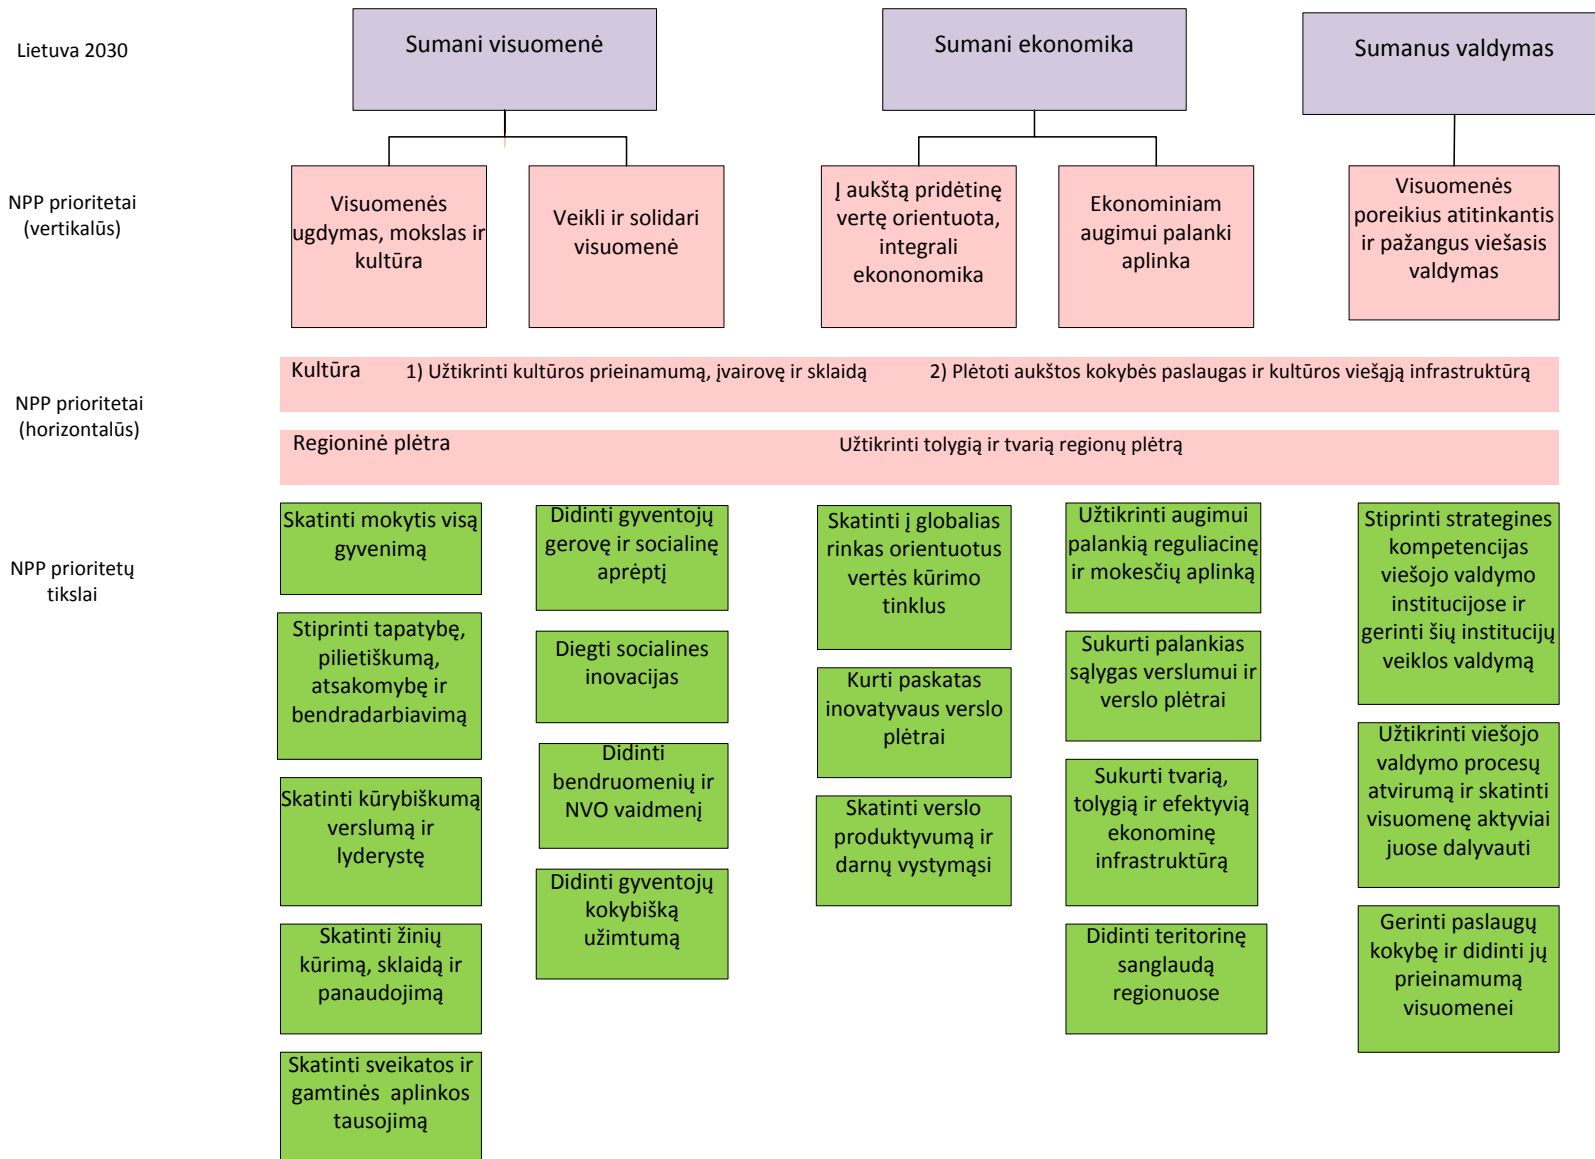 Lietuva 2030
Sumani visuomenė
Sumani ekonomika
Sumanus valdymas
NPP prioritetai
(vertikalūs)
Visuomenės
ugdymas, mokslas ir
kultūra
Veikli ir solidari
visuomenė
Į aukštą pridėtinę
vertę orientuota,
integrali
ekononomika
Ekonominiam
augimui palanki
aplinka
Visuomenės
poreikius atitinkantis
ir pažangus viešasis
valdymas
NPP prioritetai
(horizontalūs)
Kultūra 1) Užtikrinti kultūros prieinamumą, įvairovę ir sklaidą 2) Plėtoti aukštos kokybės paslaugas ir kultūros viešąją infrastruktūrą
Regioninė plėtra Užtikrinti tolygią ir tvarią regionų plėtrą
NPP prioritetų
tikslai
Skatinti mokytis visą
gyvenimą
Stiprinti tapatybę,
pilietiškumą,
atsakomybę ir
bendradarbiavimą
Skatinti kūrybiškumą
verslumą ir
lyderystę
Skatinti žinių
kūrimą, sklaidą ir
panaudojimą
Skatinti sveikatos ir
gamtinės aplinkos
tausojimą
Didinti gyventojų
gerovę ir socialinę
aprėptį
Diegti socialines
inovacijas
Didinti
bendruomenių ir
NVO vaidmenį
Didinti gyventojų
kokybišką
užimtumą
Skatinti į globalias
rinkas orientuotus
vertės kūrimo
tinklus
Kurti paskatas
inovatyvaus verslo
plėtrai
Skatinti verslo
produktyvumą ir
darnų vystymąsi
Užtikrinti augimui
palankią reguliacinę
ir mokesčių aplinką
Sukurti palankias
sąlygas verslumui ir
verslo plėtrai
Sukurti tvarią,
tolygią ir efektyvią
ekonominę
infrastruktūrą
Didinti teritorinę
sanglaudą
regionuose
Stiprinti strategines
kompetencijas
viešojo valdymo
institucijose ir
gerinti šių institucijų
veiklos valdymą
Užtikrinti viešojo
valdymo procesų
atvirumą ir skatinti
visuomenę aktyviai
juose dalyvauti
Gerinti paslaugų
kokybę ir didinti jų
prieinamumą
visuomenei